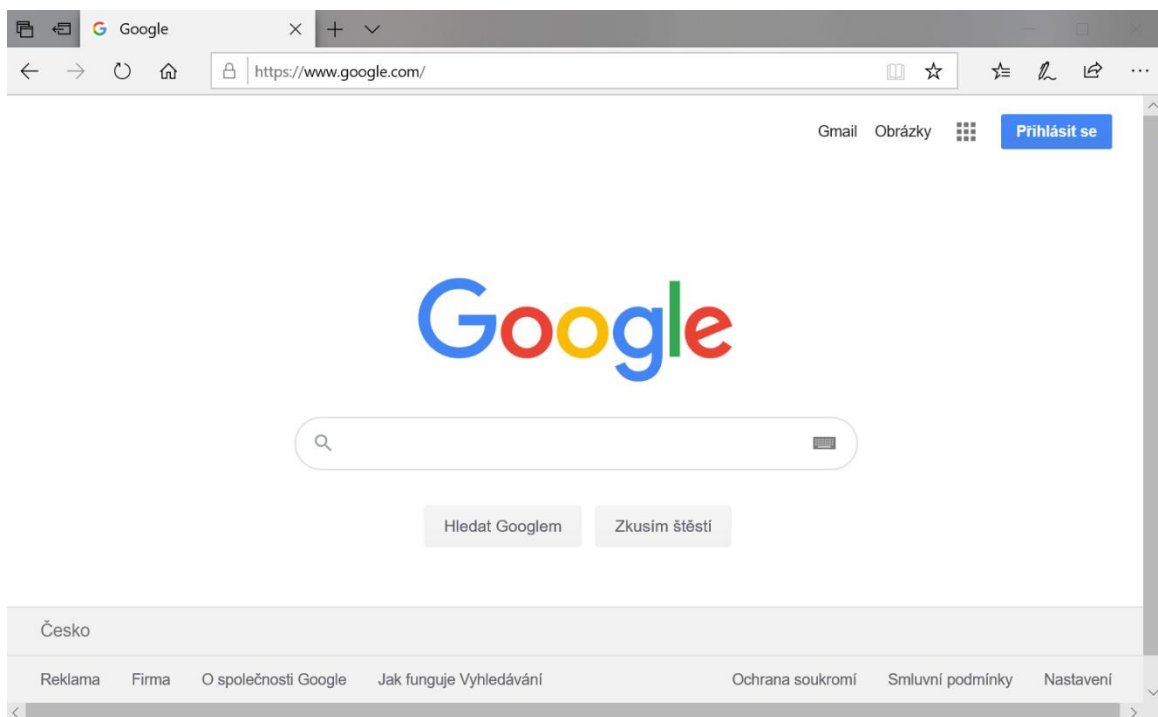 Google
https://www.google.com/
Gmail Obrázky Přihlásit se
Google
Hledat Googlem Zkusím štěstí
Česko
Reklama Firma O společnosti Google Jak funguje Vyhledávání Ochrana soukromí Smluvní podmínky Nastavení